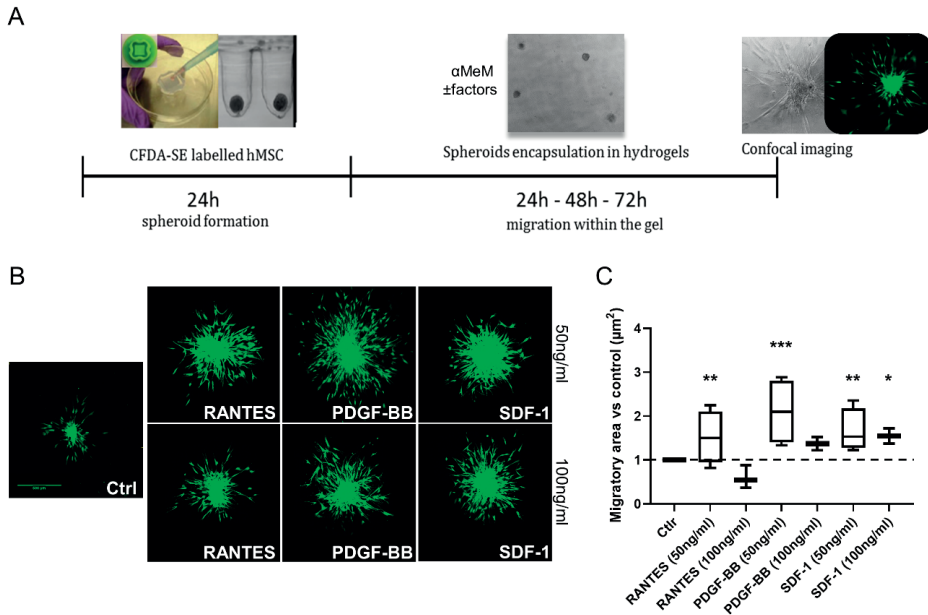 A
αMeM
±factors
CFDA-SE labelled hMSC
Spheroids encapsulation in hydrogels
Confocal imaging
24h
spheroid formation
24h - 48h - 72h
migration within the gel
B
Ctrl
RANTES
PDGF-BB
SDF-1
50ng/ml
RANTES
PDGF-BB
SDF-1
100ng/ml
C
Migratory area vs control (µm²)
4
3
2
1
0
**
***
**
*
Ctlr
RANTES (50ng/ml)
RANTES (100ng/ml)
PDGF-BB (50ng/ml)
PDGF-BB (100ng/ml)
SDF-1 (50ng/ml)
SDF-1 (100ng/ml)